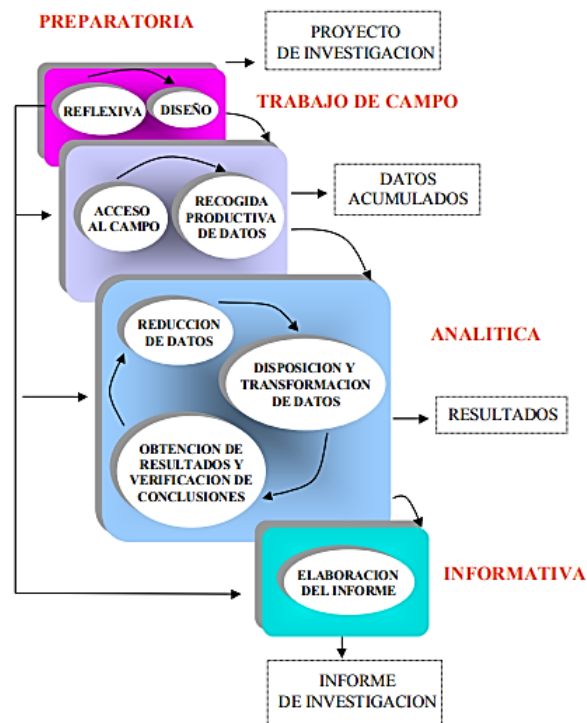 PREPARATORIA
PROYECTO
DE INVESTIGACION
REFLEXIVA
DISEÑO
TRABAJO DE CAMPO
ACCESO
AL CAMPO
RECOGIDA
PRODUCTIVA
DE DATOS
DATOS
ACUMULADOS
REDUCCION
DE DATOS
ANALITICA
DISPOSICION Y
TRANSFORMACION
DE DATOS
RESULTADOS
OBTENCION DE
RESULTADOS Y
VERIFICACION DE
CONCLUSIONES
ELABORACION
DEL INFORME
INFORMATIVA
INFORME
DE INVESTIGACION